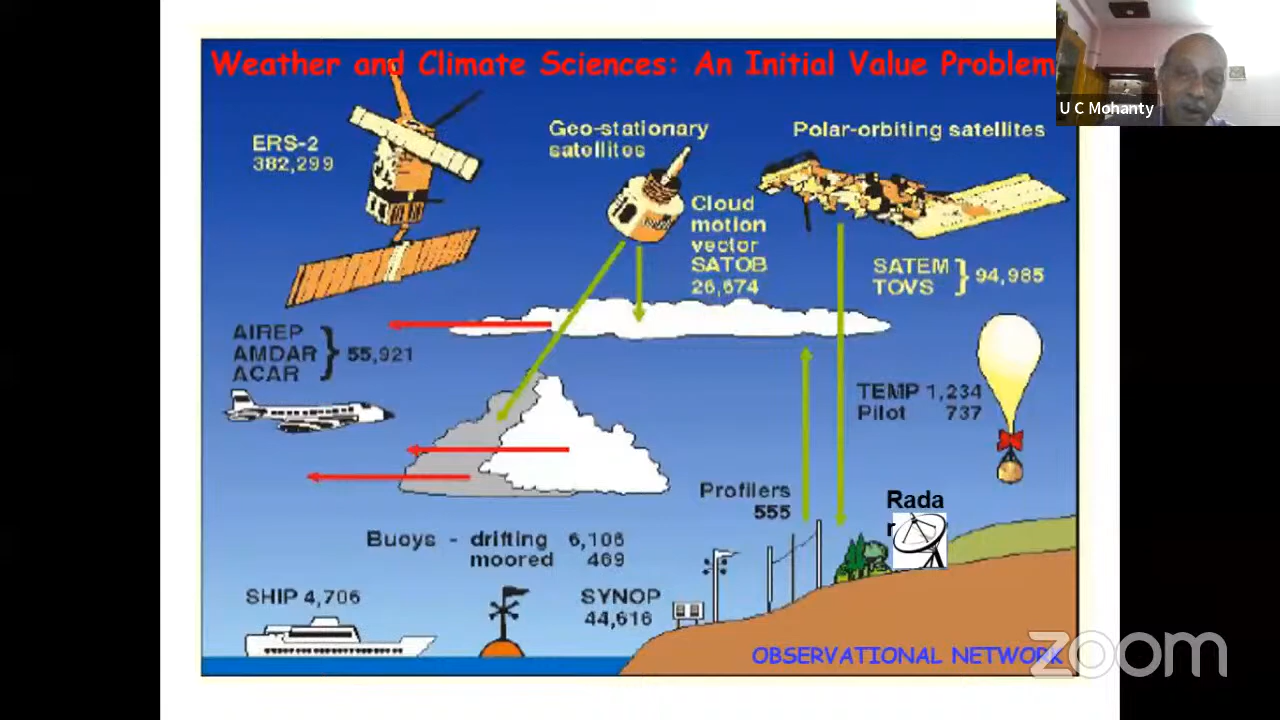 Weather and Climate Sciences: An Initial Value Problem
U C Mohanty
ERS-2
382,299
Geo-stationary
satellites
Polar-orbiting satellites
Cloud
motion
vector
SATOB
26,674
SATEM
TOVS
94,985
AIREP
AMDAR
ACAR
55,921
TEMP 1,234
Pilot 737
Profilers
555
Rada
r
Buoys - drifting 6,106
moored 469
SHIP 4,706
SYNOP
44,616
OBSERVATIONAL NETWORK
zoom